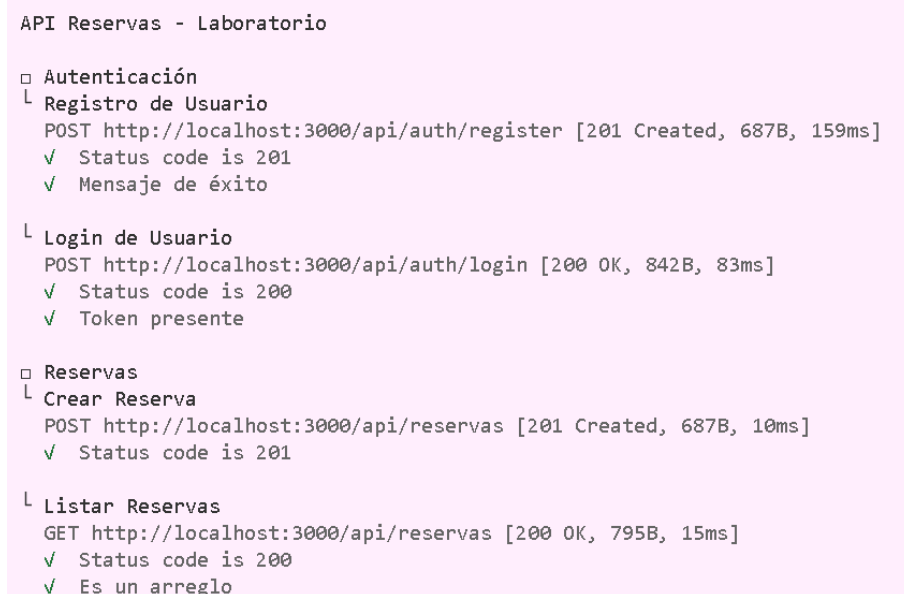 API Reservas - Laboratorio
□ Autenticación
└ Registro de Usuario
POST http://localhost:3000/api/auth/register [201 Created, 687B, 159ms]
√ Status code is 201
√ Mensaje de éxito
└ Login de Usuario
POST http://localhost:3000/api/auth/login [200 OK, 842B, 83ms]
√ Status code is 200
√ Token presente
□ Reservas
└ Crear Reserva
POST http://localhost:3000/api/reservas [201 Created, 687B, 10ms]
√ Status code is 201
└ Listar Reservas
GET http://localhost:3000/api/reservas [200 OK, 795B, 15ms]
√ Status code is 200
√ Es un arreglo